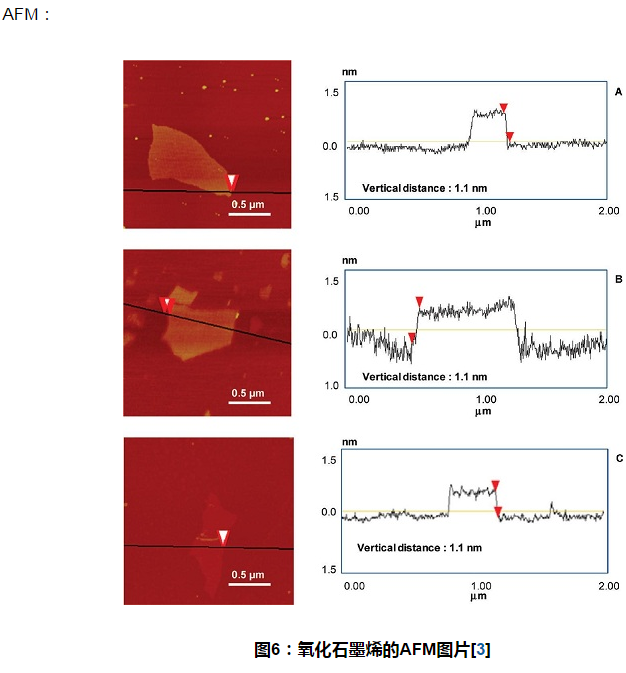 AFM：
nm
1.5
A
0.0
Vertical distance : 1.1 nm
1.5
0.5 μm
0.00
1.00
2.00
μm
nm
1.5
B
0.0
Vertical distance : 1.1 nm
1.0
0.5 μm
0.00
1.00
2.00
μm
nm
1.5
C
0.0
Vertical distance : 1.1 nm
1.5
0.5 μm
0.00
1.00
2.00
μm
图6：氧化石墨烯的AFM图片[3]